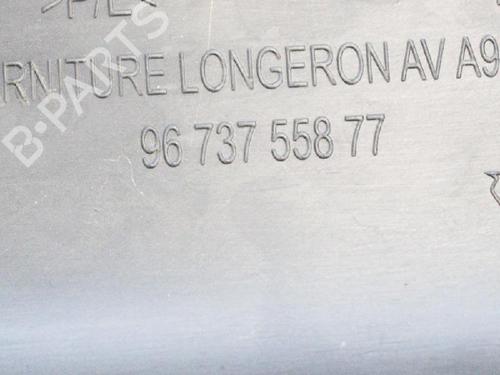 >P/E<
RNITURE LONGERON AV A9
96 737 558 77
B-PARTS